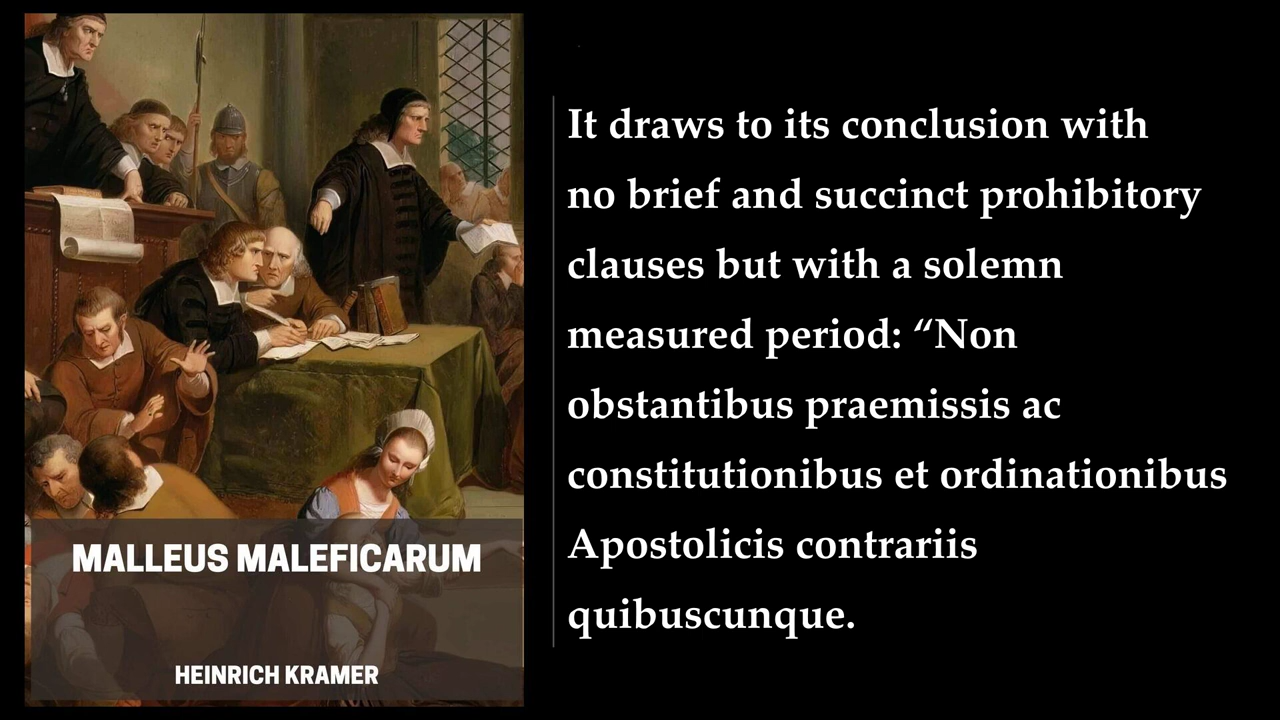 MALLEUS MALEFICARUM
HEINRICH KRAMER
It draws to its conclusion with
no brief and succinct prohibitory
clauses but with a solemn
measured period: “Non
obstantibus praemissis ac
constitutionibus et ordinationibus
Apostolicis contrariis
quibuscunque.